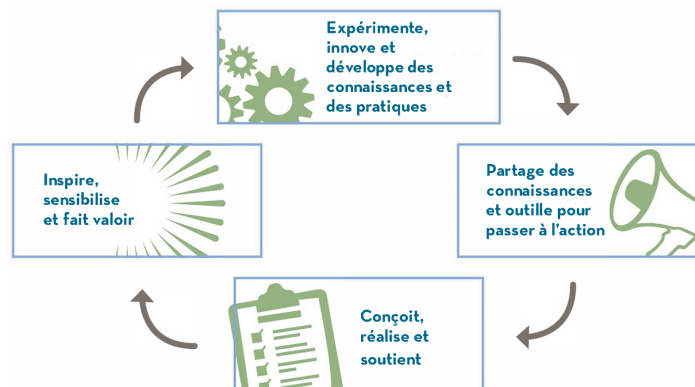 Expérimente,
innove et
développe des
connaissances et
des pratiques
Partage des
connaissances
et outille pour
passer à l'action
Conçoit,
réalise et
soutient
Inspire,
sensibilise
et fait valoir